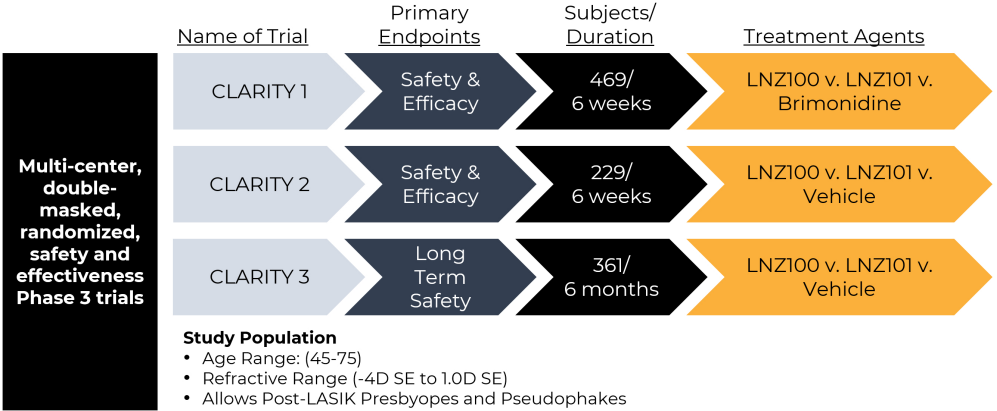 Name of Trial
Primary
Endpoints
Subjects/
Duration
Treatment Agents
Multi-center,
double-
masked,
randomized,
safety and
effectiveness
Phase 3 trials
CLARITY 1
Safety &
Efficacy
469/
6 weeks
LNZ100 v. LNZ101 v.
Brimonidine
CLARITY 2
Safety &
Efficacy
229/
6 weeks
LNZ100 v. LNZ101 v.
Vehicle
CLARITY 3
Long
Term
Safety
361/
6 months
LNZ100 v. LNZ101 v.
Vehicle
Study Population
• Age Range: (45-75)
• Refractive Range (-4D SE to 1.0D SE)
• Allows Post-LASIK Presbyopes and Pseudophakes